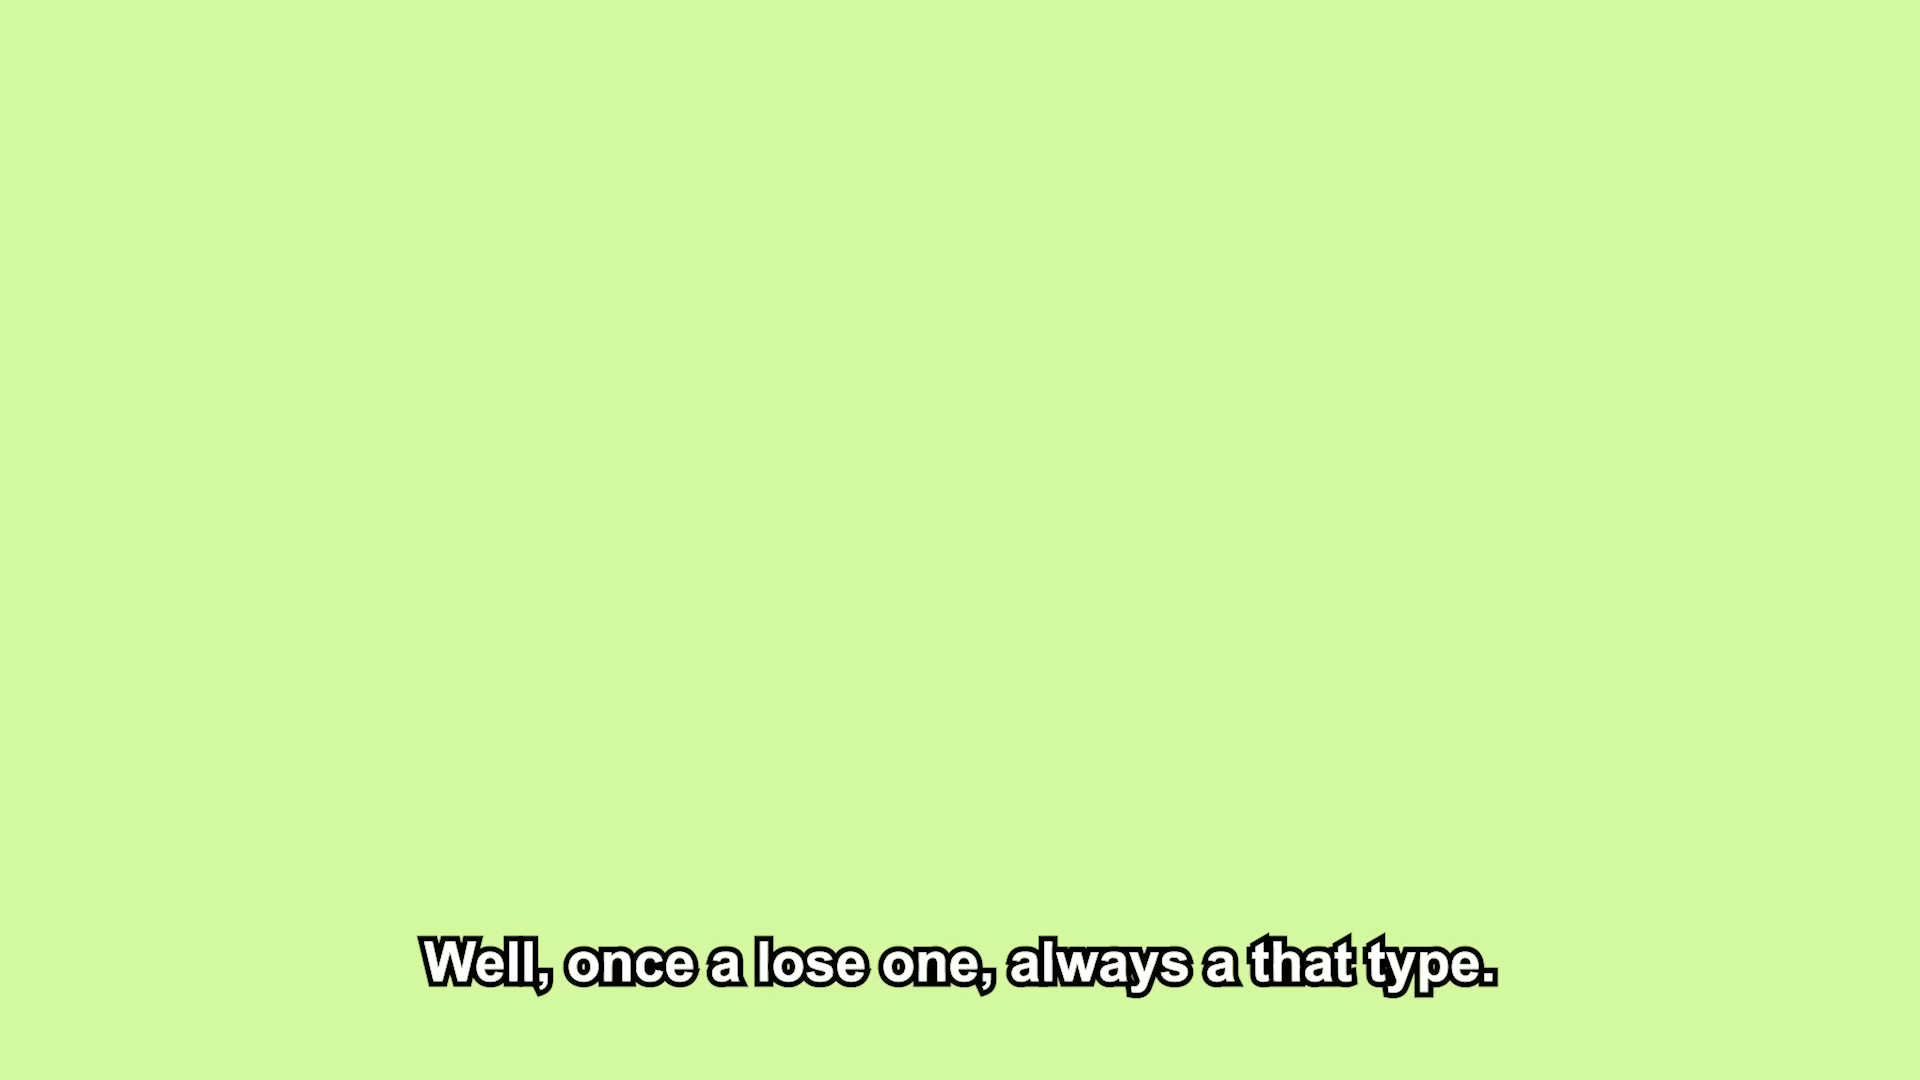 Well, once a lose one, always a that type.